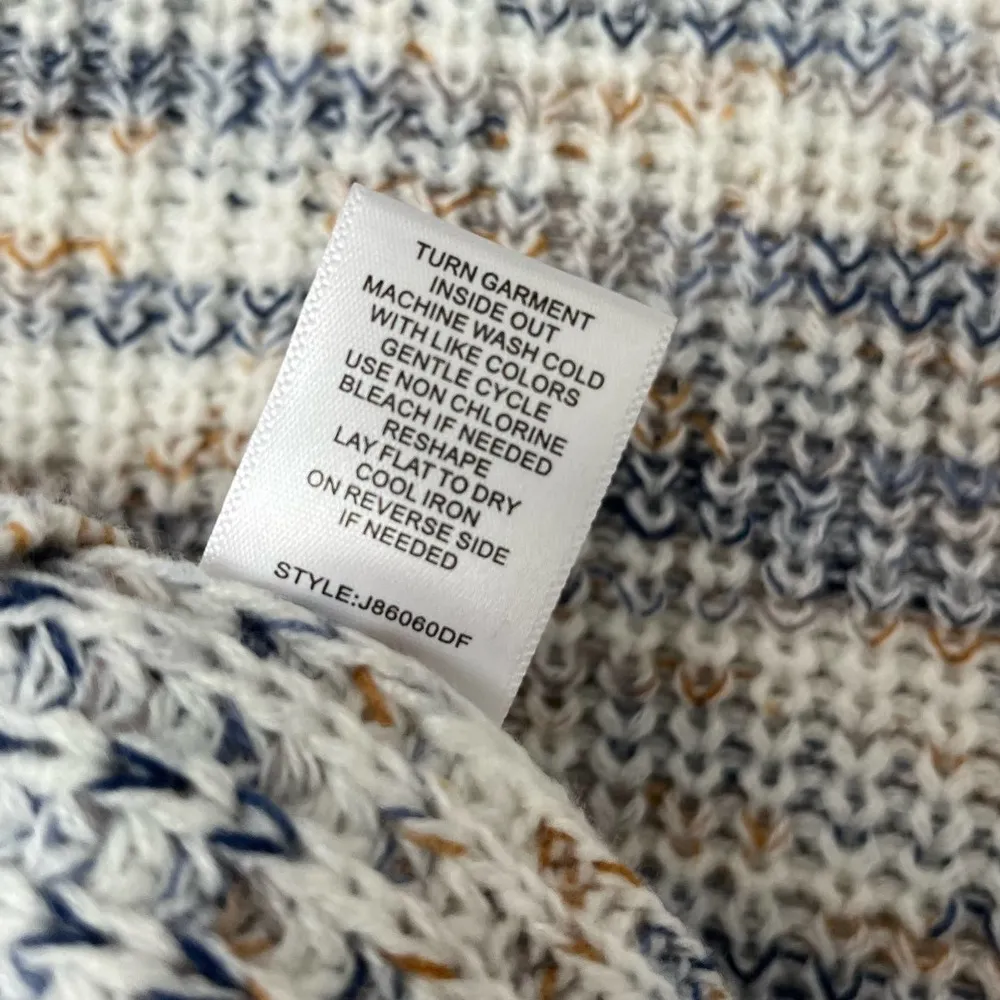 TURN GARMENT
INSIDE OUT
MACHINE WASH COLD
WITH LIKE COLORS
GENTLE CYCLE
USE NON CHLORINE
BLEACH IF NEEDED
RESHAPE
LAY FLAT TO DRY
COOL IRON
ON REVERSE SIDE
IF NEEDED
STYLE:J86060DF